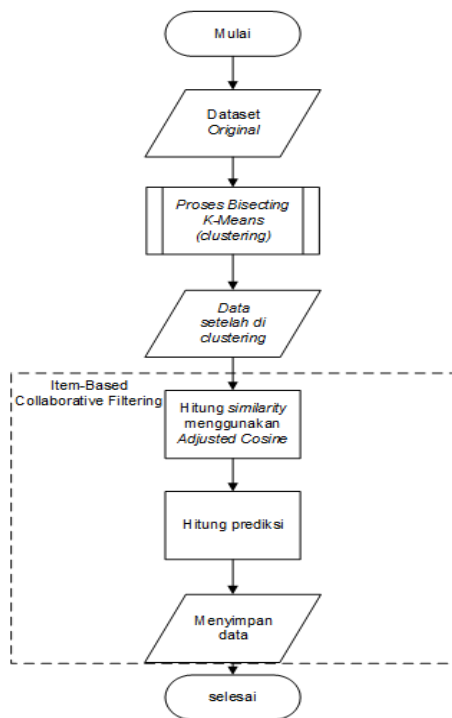 Mulai
Dataset
Original
Proses Bisecting
K-Means
(clustering)
Data
setelah di
clustering
Item-Based
Collaborative Filtering
Hitung similarity
menggunakan
Adjusted Cosine
Hitung prediksi
Menyimpan
data
selesai